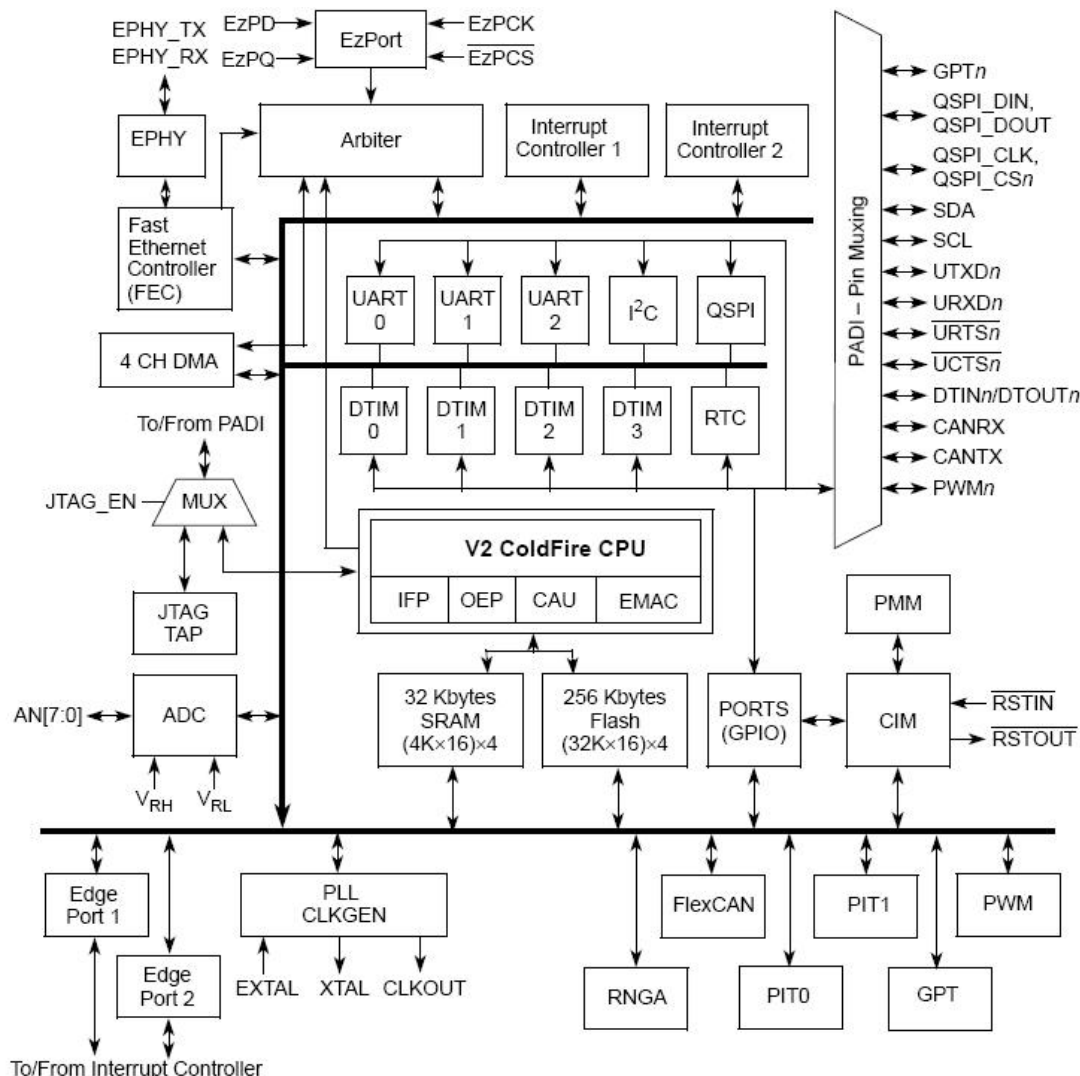 EPHY_TX
EPHY_RX
EzPD
EzPQ
EzPort
EzPCK
EzPCS
EPHY
Arbiter
Interrupt
Controller 1
Interrupt
Controller 2
Fast
Ethernet
Controller
(FEC)
4 CH DMA
UART
0
UART
1
UART
2
I²C
QSPI
DTIM
0
DTIM
1
DTIM
2
DTIM
3
RTC
PADI – Pin Muxing
GPTn
QSPI_DIN,
QSPI_DOUT
QSPI_CLK,
QSPI_CSn
SDA
SCL
UTXDn
URXDn
URTSn
UCTSn
DTINn/DTOUTn
CANRX
CANTX
PWMn
To/From PADI
JTAG_EN
MUX
JTAG
TAP
V2 ColdFire CPU
IFP
OEP
CAU
EMAC
AN[7:0]
ADC
VRH
VRL
32 Kbytes
SRAM
(4K×16)×4
256 Kbytes
Flash
(32K×16)×4
PORTS
(GPIO)
PMM
CIM
RSTIN
RSTOUT
Edge
Port 1
Edge
Port 2
To/From Interrupt Controller
PLL
CLKGEN
EXTAL
XTAL
CLKOUT
RNGA
FlexCAN
PIT0
PIT1
GPT
PWM